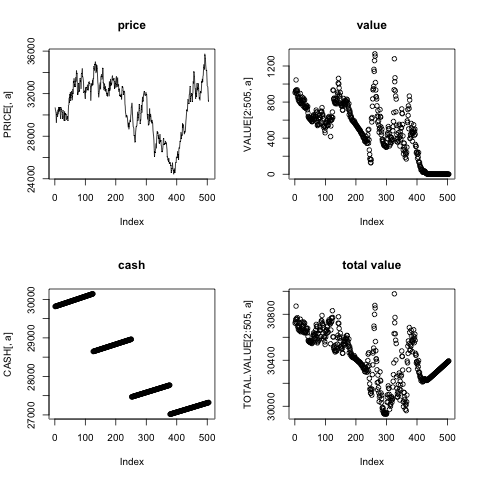 price
PRICE[, a]
24000 28000 32000 36000
0 100 200 300 400 500
Index
value
VALUE[2:505, a]
0 400 800 1200
0 100 200 300 400 500
Index
cash
CASH[, a]
27000 28000 29000 30000
0 100 200 300 400 500
Index
total value
TOTAL.VALUE[2:505, a]
30000 30400 30800
0 100 200 300 400 500
Index